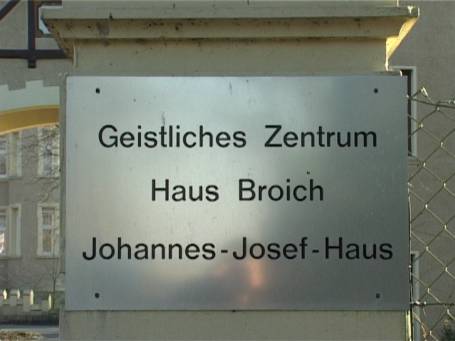 Geistliches Zentrum
Haus Broich
Johannes-Josef-Haus